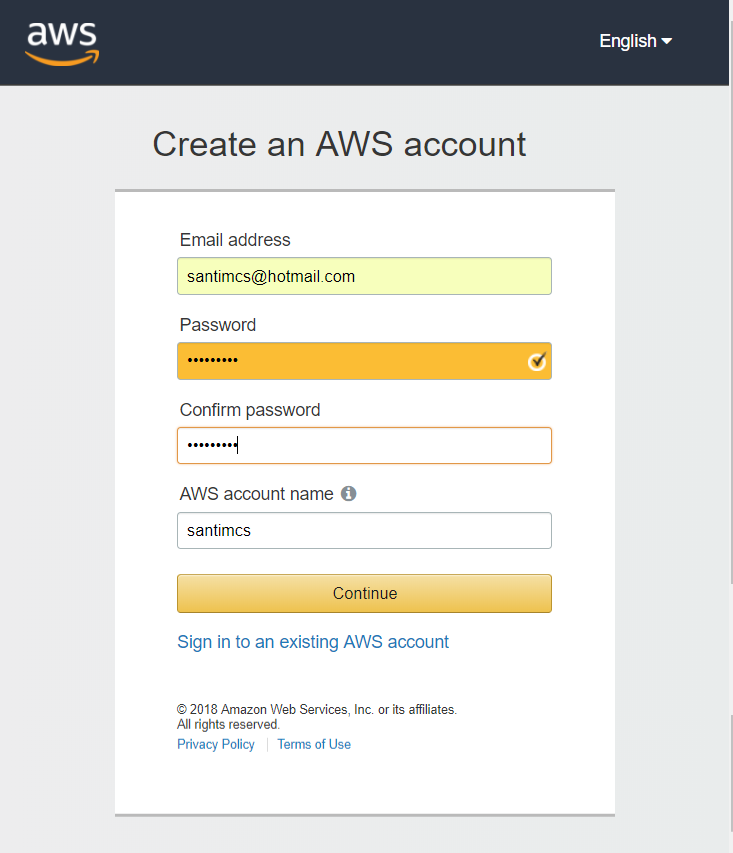 aws
English
Create an AWS account
Email address
santimcs@hotmail.com
Password
•••••••••
Confirm password
•••••••••
AWS account name
santimcs
Continue
Sign in to an existing AWS account
© 2018 Amazon Web Services, Inc. or its affiliates.
All rights reserved.
Privacy Policy | Terms of Use